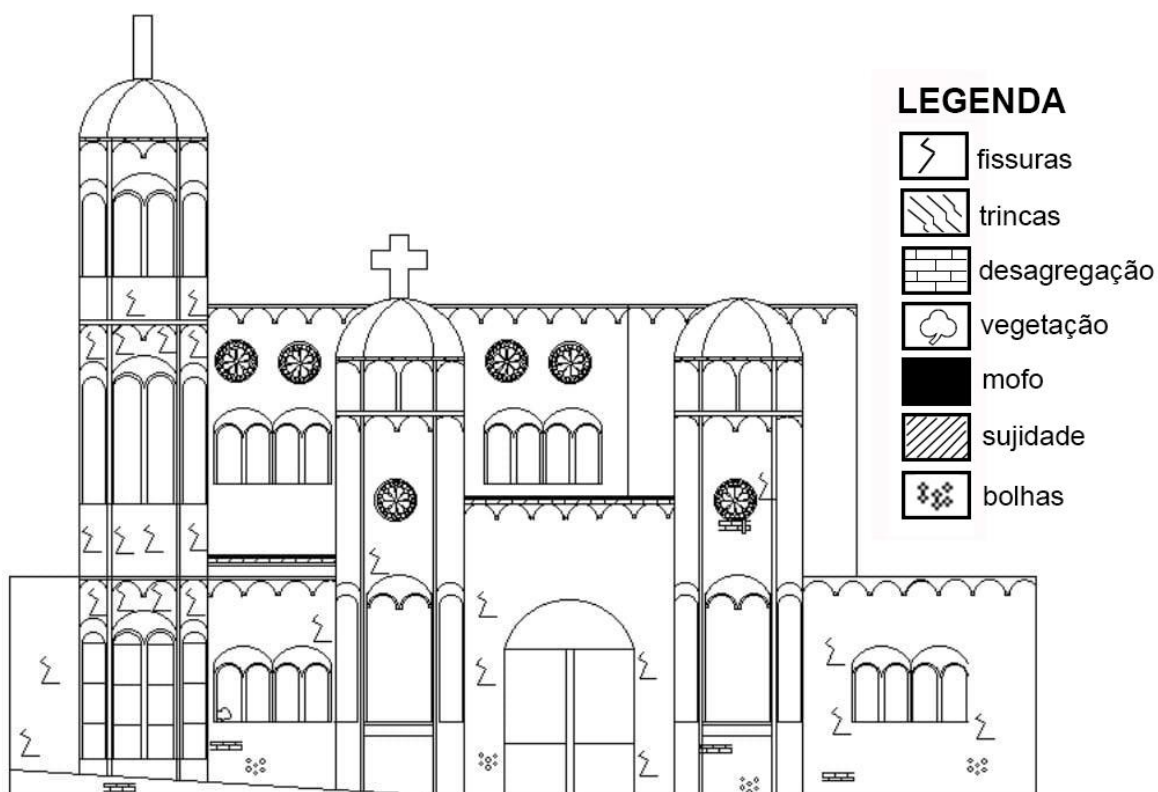 LEGENDA
fissuras
trincas
desagregação
vegetação
mofo
sujidade
bolhas